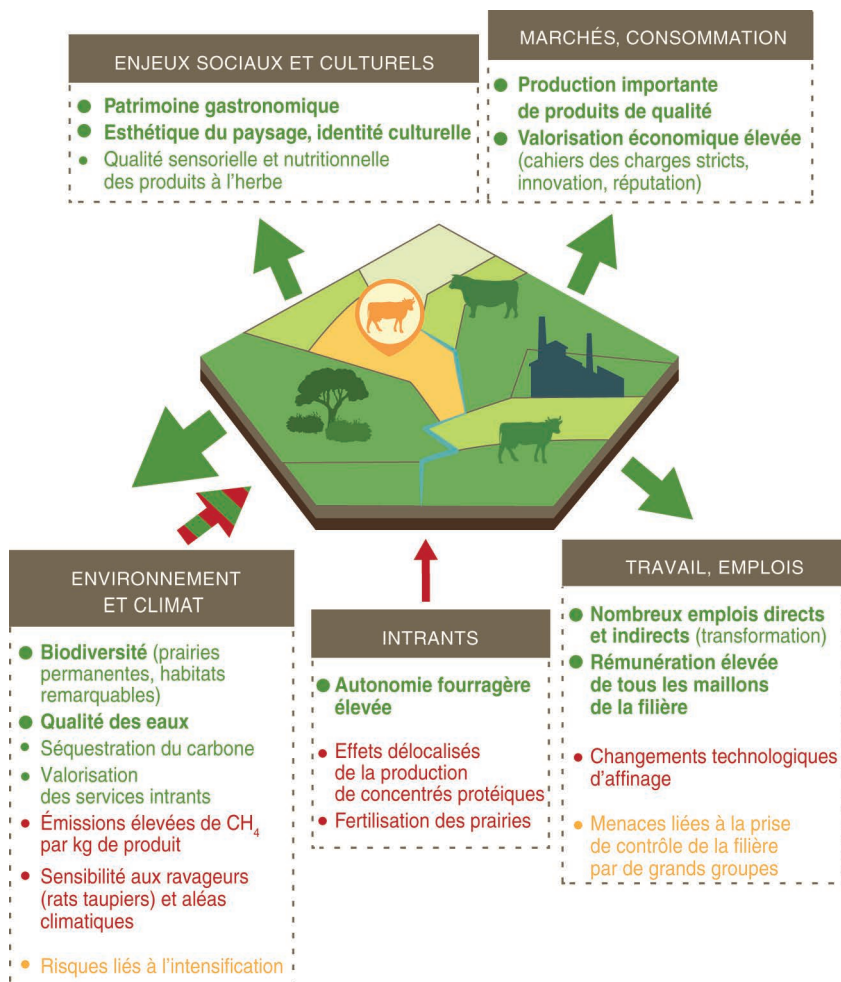 ENJEUX SOCIAUX ET CULTURELS
● Patrimoine gastronomique
● Esthétique du paysage, identité culturelle
● Qualité sensorielle et nutritionnelle
des produits à l'herbe
MARCHÉS, CONSOMMATION
● Production importante
de produits de qualité
● Valorisation économique élevée
(cahiers des charges stricts,
innovation, réputation)
ENVIRONNEMENT
ET CLIMAT
● Biodiversité (prairies
permanentes, habitats
remarquables)
● Qualité des eaux
● Séquestration du carbone
● Valorisation
des services intrants
● Émissions élevées de CH₄
par kg de produit
● Sensibilité aux ravageurs
(rats taupiers) et aléas
climatiques
● Risques liés à l'intensification
INTRANTS
● Autonomie fourragère
élevée
● Effets délocalisés
de la production
de concentrés protéiques
● Fertilisation des prairies
TRAVAIL, EMPLOIS
● Nombreux emplois directs
et indirects (transformation)
● Rémunération élevée
de tous les maillons
de la filière
● Changements technologiques
d'affinage
● Menaces liées à la prise
de contrôle de la filière
par de grands groupes